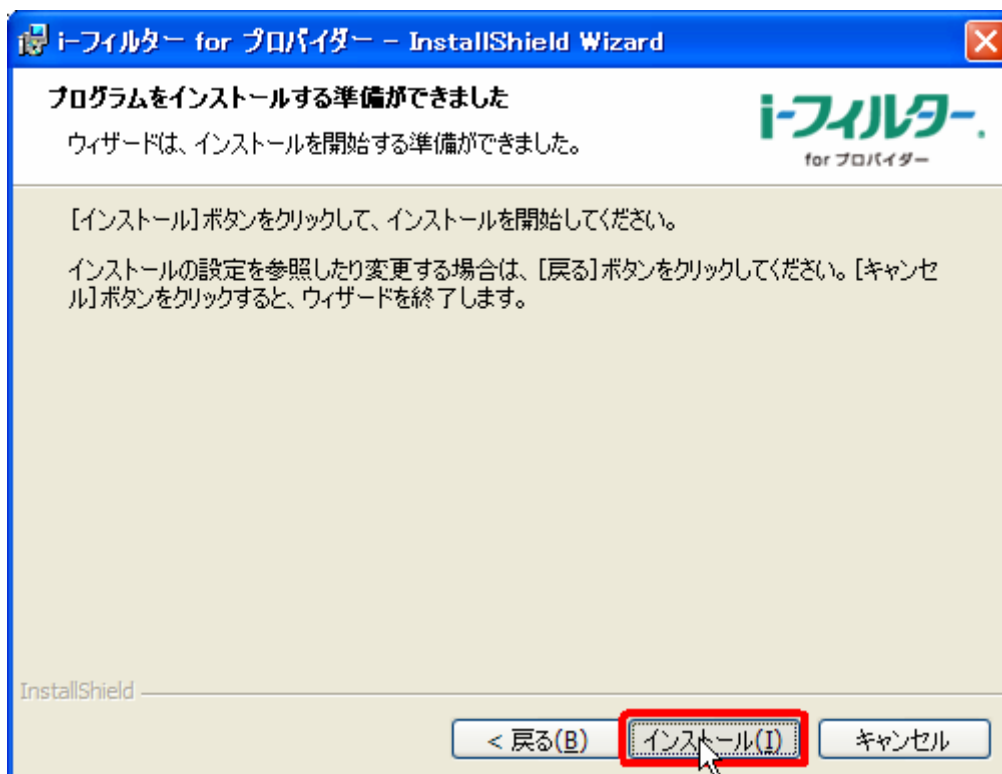 i-フィルター for プロバイダー - InstallShield Wizard
プログラムをインストールする準備ができました
ウィザードは、インストールを開始する準備ができました。
i-フィルター.
for プロバイダー
[インストール]ボタンをクリックして、インストールを開始してください。
インストールの設定を参照したり変更する場合は、[戻る]ボタンをクリックしてください。[キャンセ
ル]ボタンをクリックすると、ウィザードを終了します。
InstallShield
< 戻る(B)
インストール(I)
キャンセル